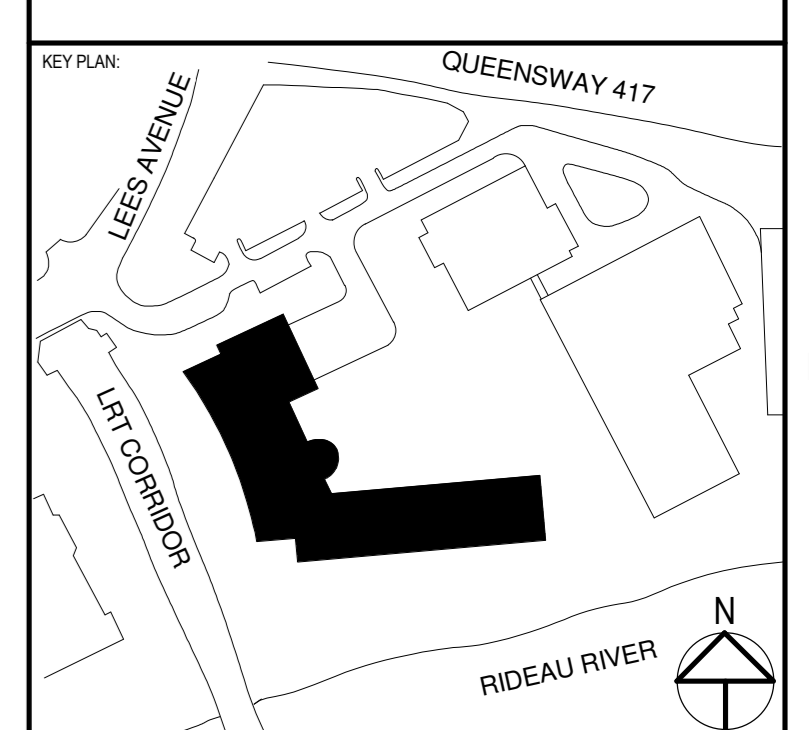 KEY PLAN:
QUEENSWAY 417
LEES AVENUE
LRT CORRIDOR
N
RIDEAU RIVER